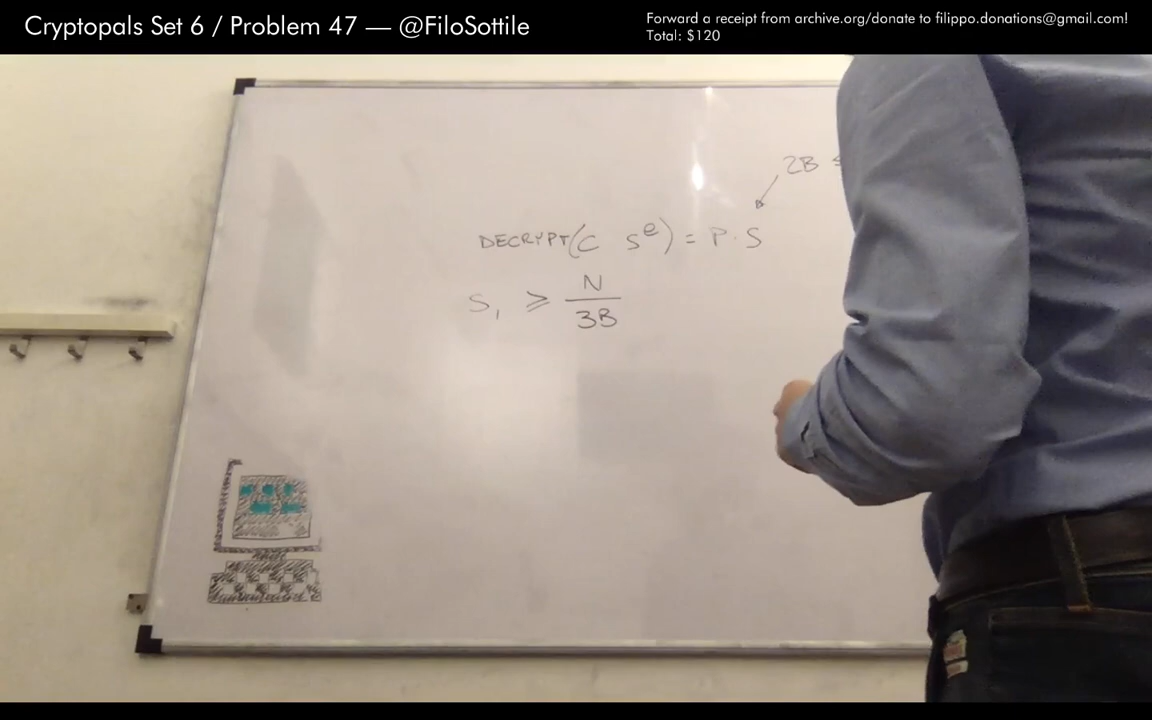 Cryptopals Set 6 / Problem 47 — @FiloSottile
Forward a receipt from archive.org/donate to filippo.donations@gmail.com!
Total: $120
2B ≤
DECRYPT(C S^e) = P · S
S₁ ≥ N / 3B